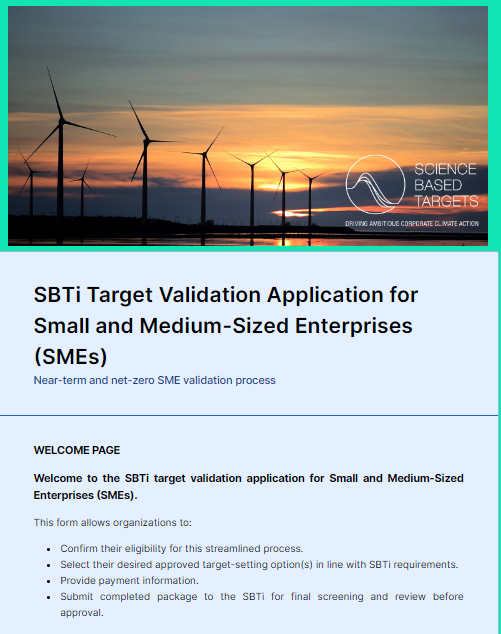 SCIENCE
BASED
TARGETS
DRIVING AMBITIOUS CORPORATE CLIMATE ACTION
SBTi Target Validation Application for
Small and Medium-Sized Enterprises
(SMEs)
Near-term and net-zero SME validation process
WELCOME PAGE
Welcome to the SBTi target validation application for Small and Medium-Sized
Enterprises (SMEs).
This form allows organizations to:
• Confirm their eligibility for this streamlined process.
• Select their desired approved target-setting option(s) in line with SBTi requirements.
• Provide payment information.
• Submit completed package to the SBTi for final screening and review before
approval.